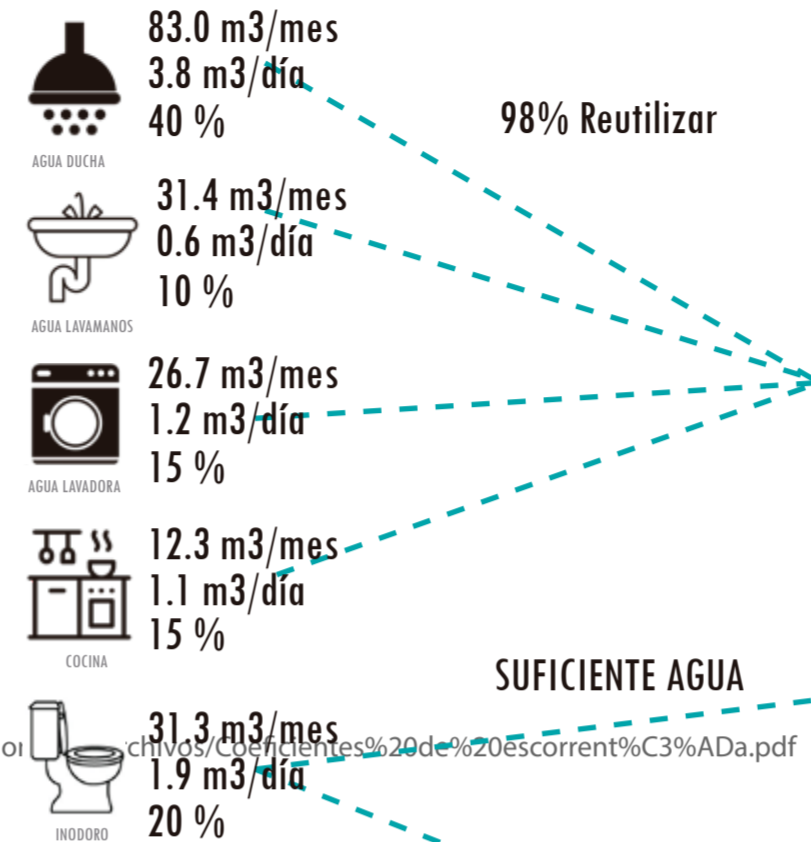 83.0 m3/mes
3.8 m3/día
40 %
98% Reutilizar
AGUA DUCHA
31.4 m3/mes
0.6 m3/día
10 %
AGUA LAVAMANOS
26.7 m3/mes
1.2 m3/día
15 %
AGUA LAVADORA
12.3 m3/mes
1.1 m3/día
15 %
COCINA
SUFICIENTE AGUA
31.3 m3/mes
chivos/Coeficientes%20de%20escorrent%C3%ADa.pdf
1.9 m3/día
20 %
INODORO